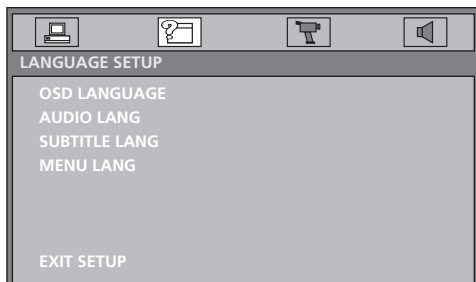 LANGUAGE SETUP
OSD LANGUAGE
AUDIO LANG
SUBTITLE LANG
MENU LANG
EXIT SETUP